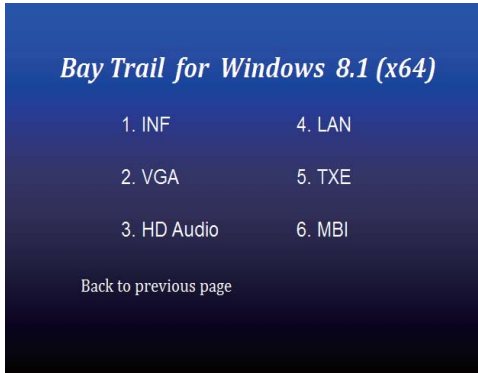 Bay Trail for Windows 8.1 (x64)
1. INF
4. LAN
2. VGA
5. TXE
3. HD Audio
6. MBI
Back to previous page